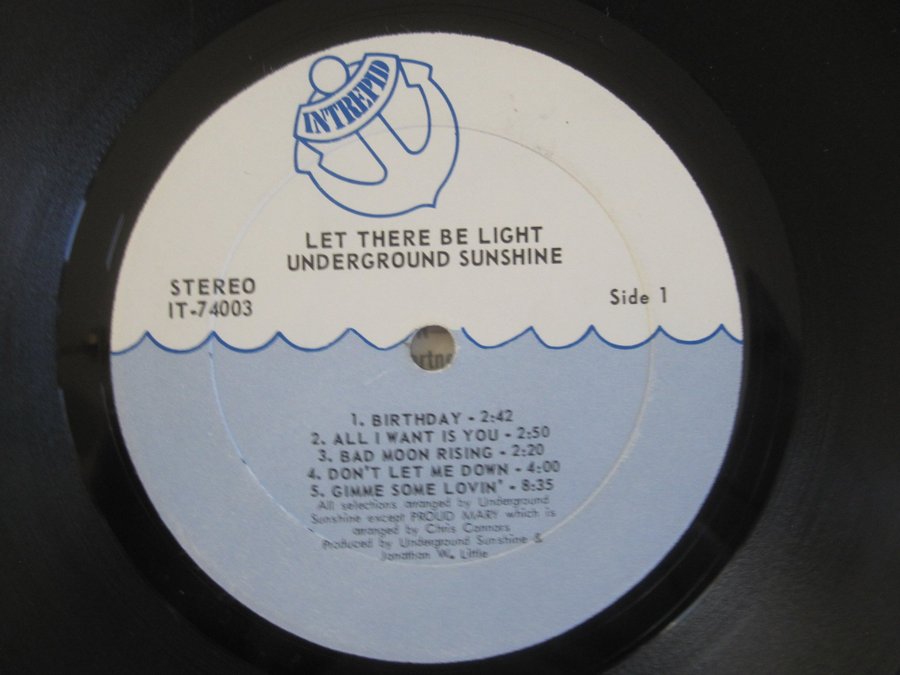 INTREPID
LET THERE BE LIGHT
UNDERGROUND SUNSHINE
STEREO
IT-74003
Side 1
1. BIRTHDAY - 2:42
2. ALL I WANT IS YOU - 2:50
3. BAD MOON RISING - 2:20
4. DON'T LET ME DOWN - 4:00
5. GIMME SOME LOVIN' - 8:35
All selections arranged by Underground
Sunshine except PROUD MARY which is
arranged by Chris Connors
Produced by Underground Sunshine &
Jonathan W. Little